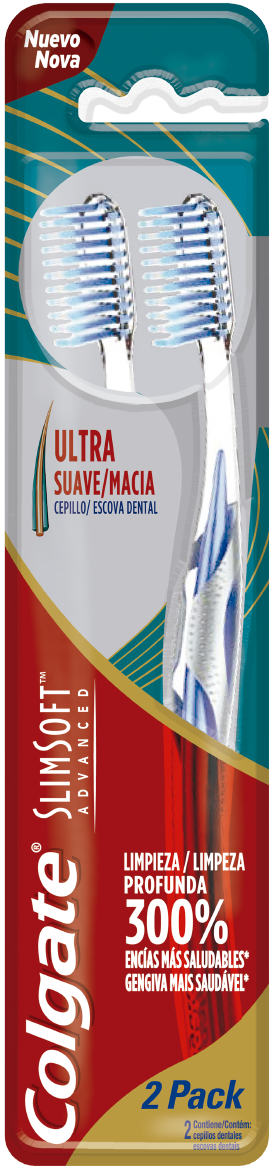 Nuevo
Nova
ULTRA
SUAVE/MACIA
CEPILLO/ ESCOVA DENTAL
Colgate®
SLIMSOFT™
ADVANCED
LIMPIEZA / LIMPEZA
PROFUNDA
300%
ENCÍAS MÁS SALUDABLES*
GENGIVA MAIS SAUDÁVEL*
2 Pack
2 Contiene/Contém:
cepillos dentales
escovas dentais